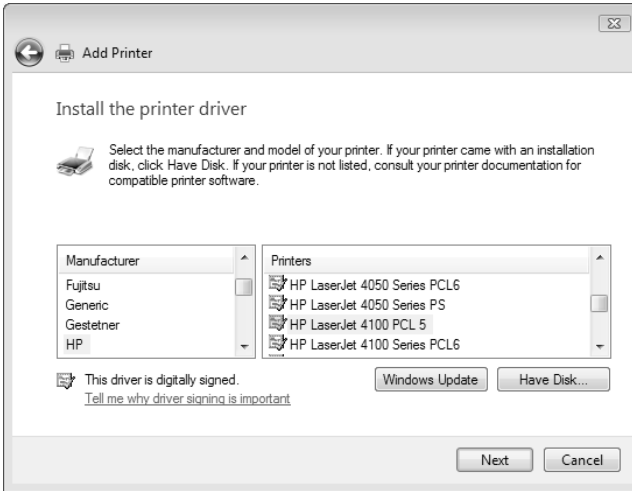 Add Printer
Install the printer driver
Select the manufacturer and model of your printer. If your printer came with an installation
disk, click Have Disk. If your printer is not listed, consult your printer documentation for
compatible printer software.
Manufacturer
Fujitsu
Generic
Gestetner
HP
Printers
HP LaserJet 4050 Series PCL6
HP LaserJet 4050 Series PS
HP LaserJet 4100 PCL 5
HP LaserJet 4100 Series PCL6
This driver is digitally signed.
Tell me why driver signing is important
Windows Update
Have Disk...
Next
Cancel